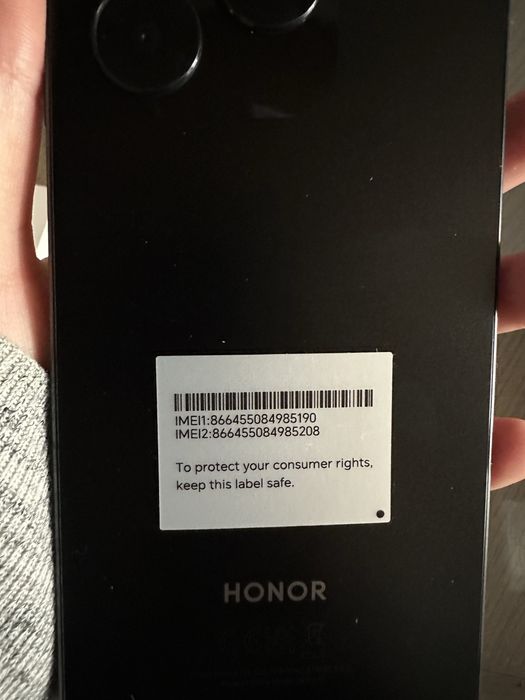 IMEI1:866455084985190
IMEI2:866455084985208
To protect your consumer rights,
keep this label safe.
HONOR